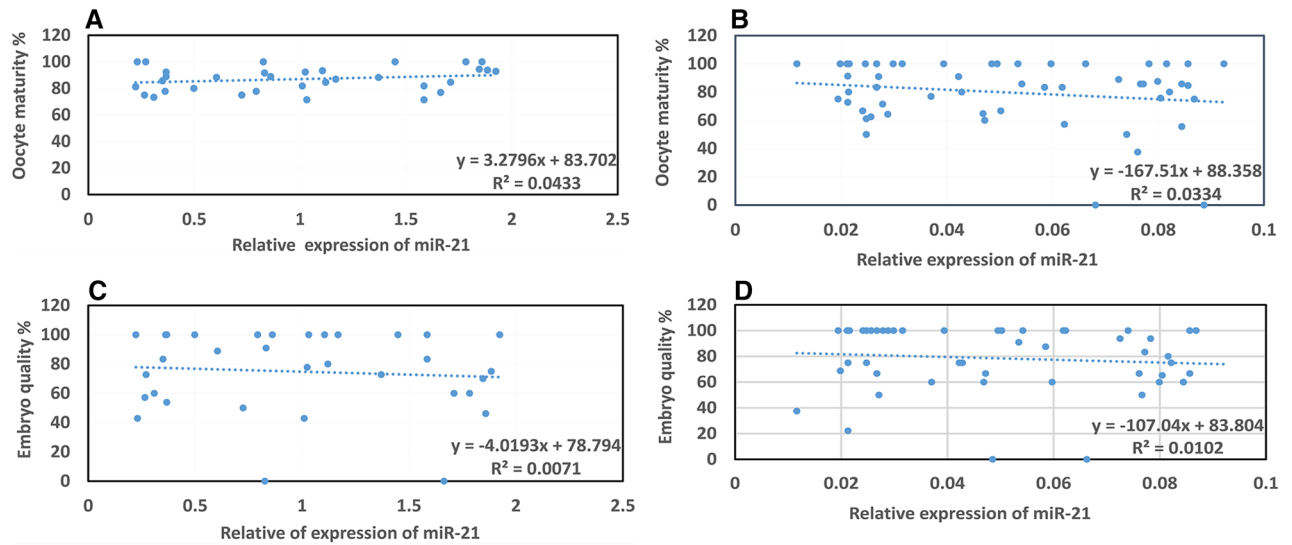 A
Oocyte maturity %
120
100
80
60
40
20
0
y = 3.2796x + 83.702
R² = 0.0433
0 0.5 1 1.5 2 2.5
Relative expression of miR-21
B
Oocyte maturity %
120
100
80
60
40
20
0
y = -167.51x + 88.358
R² = 0.0334
0 0.02 0.04 0.06 0.08 0.1
Relative expression of miR-21
C
Embryo quality %
120
100
80
60
40
20
0
y = -4.0193x + 78.794
R² = 0.0071
0 0.5 1 1.5 2 2.5
Relative of expression of miR-21
D
Embryo quality %
120
100
80
60
40
20
0
y = -107.04x + 83.804
R² = 0.0102
0 0.02 0.04 0.06 0.08 0.1
Relative expression of miR-21